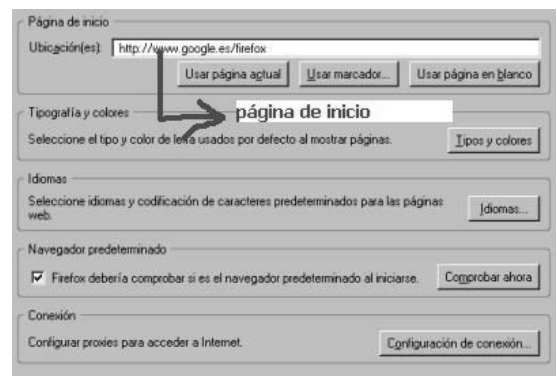 Página de inicio
Ubicación(es): http://www.google.es/firefox
Usar página actual Usar marcador... Usar página en blanco
Tipografía y colores página de inicio
Seleccione el tipo y color de letra usados por defecto al mostrar páginas. Tipos y colores
Idiomas
Seleccione idiomas y codificación de caracteres predeterminados para las páginas
web. Idiomas...
Navegador predeterminado
Firefox debería comprobar si es el navegador predeterminado al iniciarse. Comprobar ahora
Conexión
Configurar proxies para acceder a Internet. Configuración de conexión...